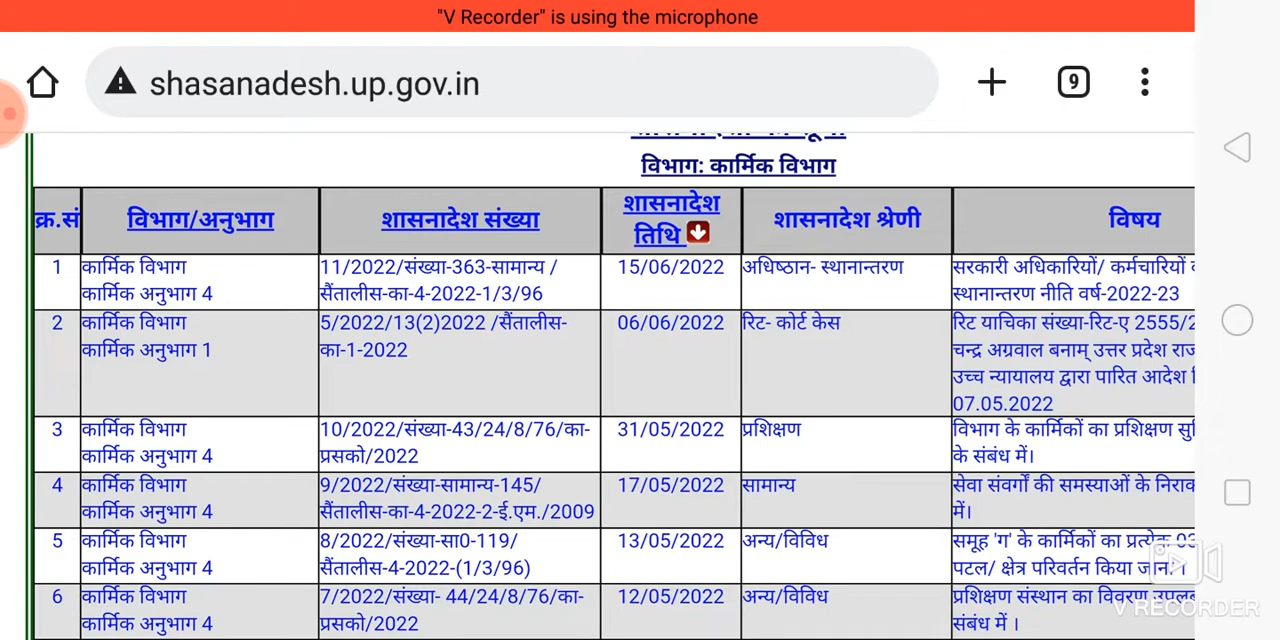 "V Recorder" is using the microphone
shasanadesh.up.gov.in
9
विभाग: कार्मिक विभाग
क्र.सं विभाग/अनुभाग शासनादेश संख्या शासनादेश तिथि शासनादेश श्रेणी विषय
1 कार्मिक विभाग 11/2022/संख्या-363-सामान्य / 15/06/2022 अधिष्ठान- स्थानान्तरण सरकारी अधिकारियों/ कर्मचारियों
कार्मिक अनुभाग 4 सैंतालीस-का-4-2022-1/3/96 स्थानान्तरण नीति वर्ष-2022-23
2 कार्मिक विभाग 5/2022/13(2)2022 /सैंतालीस- 06/06/2022 रिट- कोर्ट केस रिट याचिका संख्या-रिट-ए 2555/2
कार्मिक अनुभाग 1 का-1-2022 चन्द्र अग्रवाल बनाम् उत्तर प्रदेश
उच्च न्यायालय द्वारा पारित आदेश
07.05.2022
3 कार्मिक विभाग 10/2022/संख्या-43/24/8/76/का- 31/05/2022 प्रशिक्षण विभाग के कार्मिकों का प्रशिक्षण
कार्मिक अनुभाग 4 प्रसको/2022 के संबंध में।
4 कार्मिक विभाग 9/2022/संख्या-सामान्य-145/ 17/05/2022 सामान्य सेवा संवर्गों की समस्याओं के
कार्मिक अनुभाग 4 सैंतालीस-का-4-2022-2-ई.एम./2009 में।
5 कार्मिक विभाग 8/2022/संख्या-सा0-119/ 13/05/2022 अन्य/विविध समूह 'ग' के कार्मिकों का प्रत्येक
कार्मिक अनुभाग 4 सैंतालीस-4-2022-(1/3/96) पटल/ क्षेत्र परिवर्तन किया
6 कार्मिक विभाग 7/2022/संख्या- 44/24/8/76/का- 12/05/2022 अन्य/विविध प्रशिक्षण संस्थान का विवरण
कार्मिक अनुभाग 4 प्रसको/2022 संबंध में ।
V RECORDER